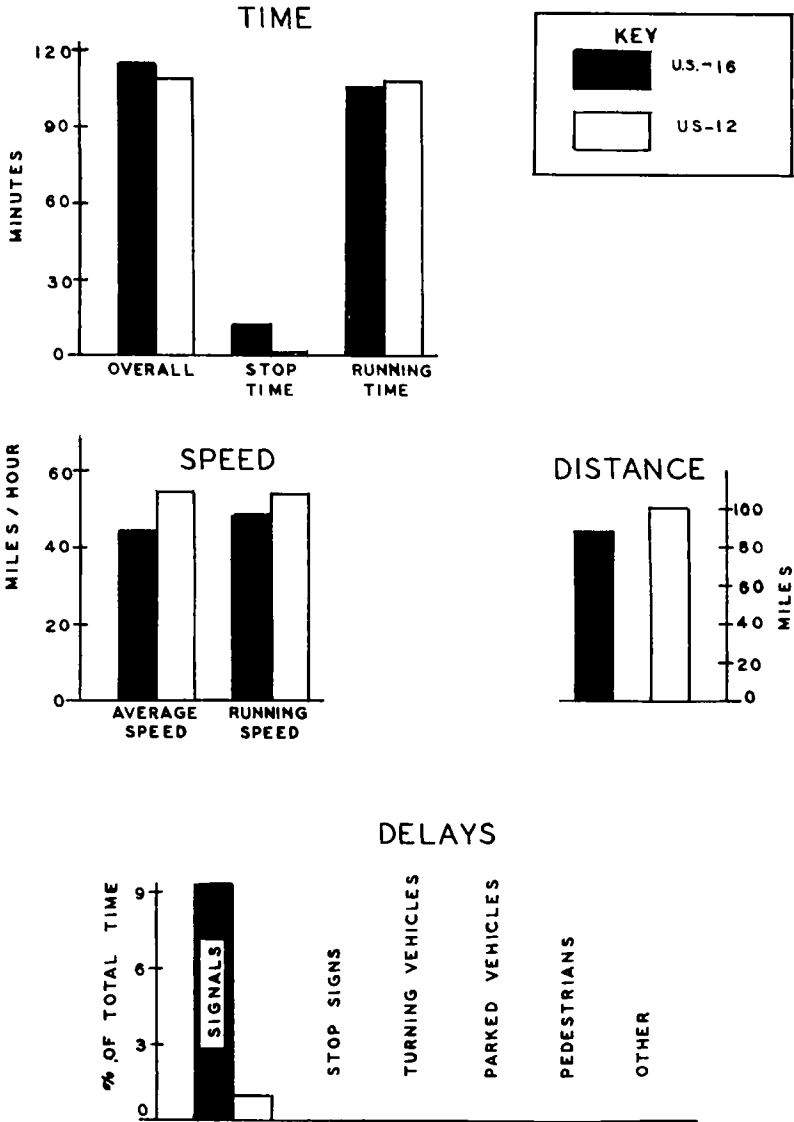 TIME
KEY
U.S.-16
US-12
MINUTES
120
90
60
30
0
OVERALL
STOP
TIME
RUNNING
TIME
SPEED
MILES / HOUR
60
40
20
0
AVERAGE
SPEED
RUNNING
SPEED
DISTANCE
100
80
60
40
20
0
MILES
DELAYS
% OF TOTAL TIME
9
6
3
0
SIGNALS
STOP SIGNS
TURNING VEHICLES
PARKED VEHICLES
PEDESTRIANS
OTHER